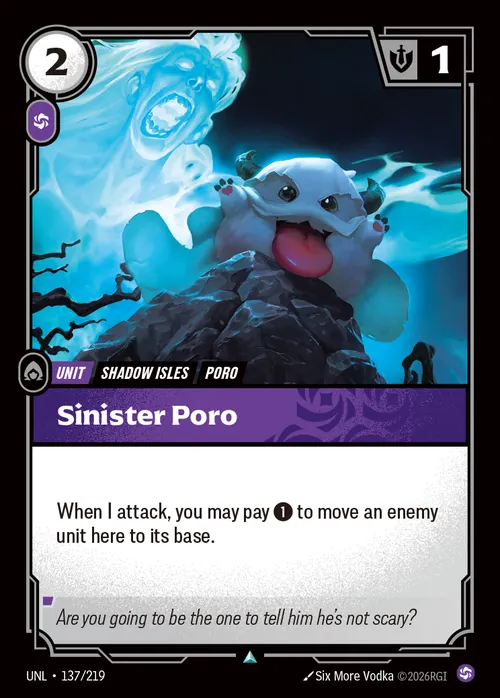 2
1
UNIT SHADOW ISLES PORO
Sinister Poro
When I attack, you may pay 1 to move an enemy
unit here to its base.
Are you going to be the one to tell him he's not scary?
UNL • 137/219
Six More Vodka ©2026RGI